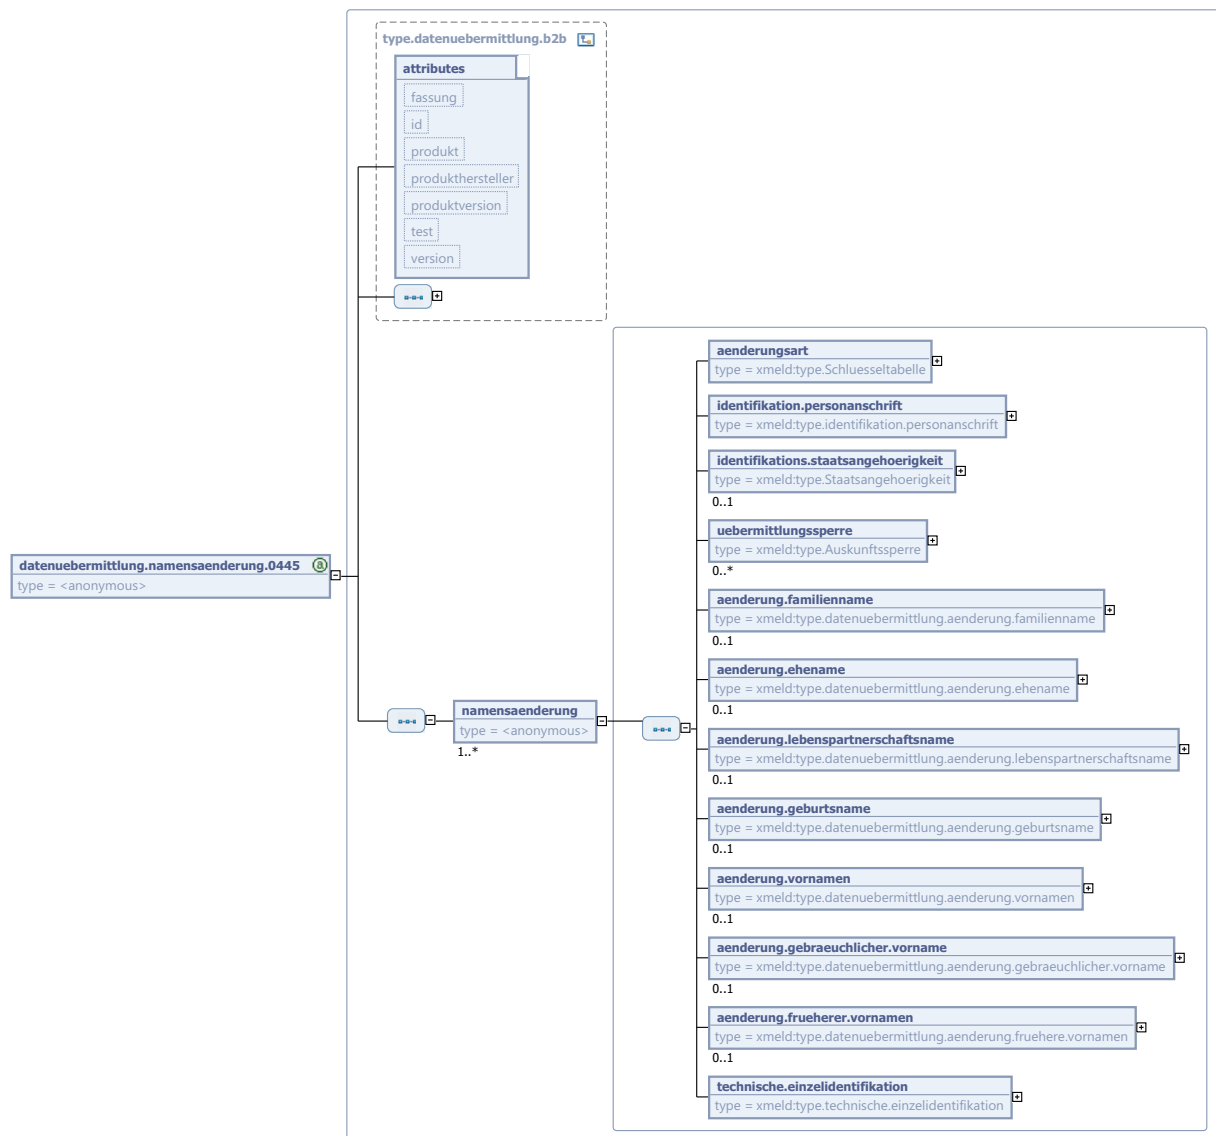 type.datenuebermittlung.b2b
attributes
fassung
id
produkt
produkthersteller
produktversion
test
version
aenderungsart
type = xmeld:type.Schluesseltabelle
identifikation.personanschrift
type = xmeld:type.identifikation.personanschrift
identifikations.staatsangehoerigkeit
type = xmeld:type.Staatsangehoerigkeit
0..1
uebermittlungssperre
type = xmeld:type.Auskunftssperre
0..*
datenuebermittlung.namensaenderung.0445 a
type = <anonymous>
aenderung.familienname
type = xmeld:type.datenuebermittlung.aenderung.familienname
0..1
aenderung.ehename
type = xmeld:type.datenuebermittlung.aenderung.ehename
0..1
namensaenderung
type = <anonymous>
1..*
aenderung.lebenspartnerschaftsname
type = xmeld:type.datenuebermittlung.aenderung.lebenspartnerschaftsname
0..1
aenderung.geburtsname
type = xmeld:type.datenuebermittlung.aenderung.geburtsname
0..1
aenderung.vornamen
type = xmeld:type.datenuebermittlung.aenderung.vornamen
0..1
aenderung.gebraeuchlicher.vorname
type = xmeld:type.datenuebermittlung.aenderung.gebraeuchlicher.vorname
0..1
aenderung.frueherer.vornamen
type = xmeld:type.datenuebermittlung.aenderung.fruehere.vornamen
0..1
technische.einzelidentifikation
type = xmeld:type.technische.einzelidentifikation